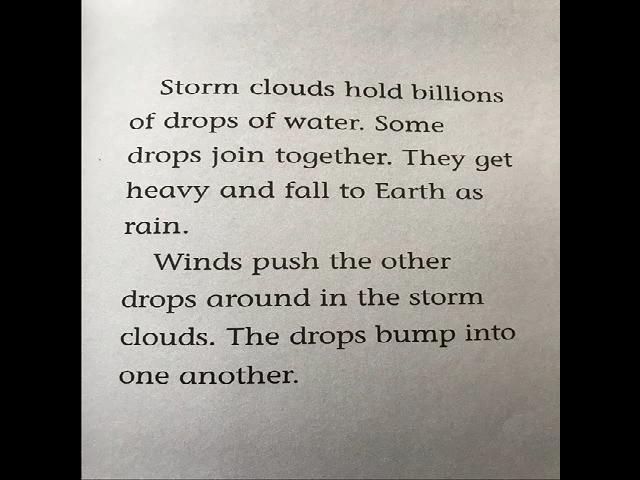 Storm clouds hold billions
of drops of water. Some
drops join together. They get
heavy and fall to Earth as
rain.
Winds push the other
drops around in the storm
clouds. The drops bump into
one another.